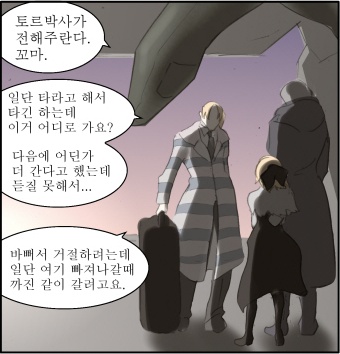 토르박사가
전해주란다.
꼬마.
일단 타라고 해서
타긴 하는데
이거 어디로 가요?
다음에 어딘가
더 간다고 했는데
듣질 못해서...
바뻐서 거절하려는데
일단 여기 빠져나갈때
까진 같이 갈려고요.